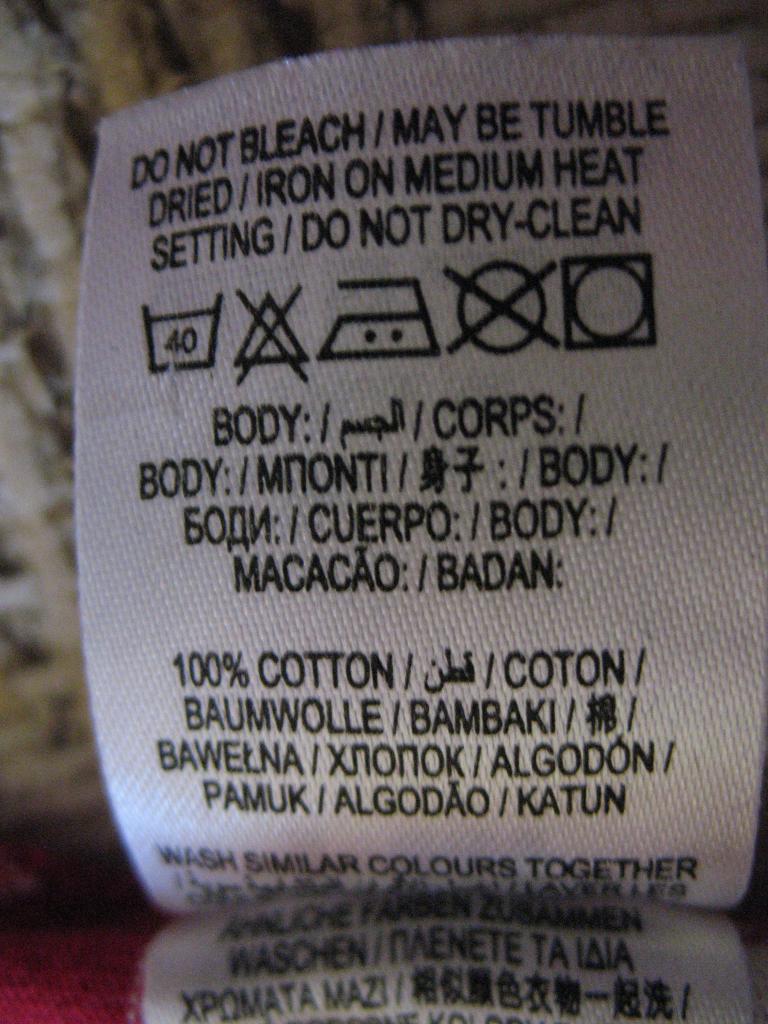 DO NOT BLEACH / MAY BE TUMBLE
DRIED / IRON ON MEDIUM HEAT
SETTING / DO NOT DRY-CLEAN
40
BODY: / الجسم / CORPS: /
BODY: / ΜΠΟΝΤΙ / 身子 : / BODY: /
БОДИ: / CUERPO: / BODY: /
MACACÃO: / BADAN:
100% COTTON / قطن / COTON /
BAUMWOLLE / ΒΑΜΒΑΚΙ / 棉 /
BAWEŁNA / ХЛОПОК / ALGODÓN /
PAMUK / ALGODÃO / KATUN
WASH SIMILAR COLOURS TOGETHER
/ LAVER LES
ÄHNLICHE FARBEN ZUSAMMEN
WASCHEN / ΠΛΕΝΕΤΕ ΤΑ ΙΔΙΑ
ΧΡΩΜΑΤΑ ΜΑΖΙ / 相似颜色衣物一起洗 /